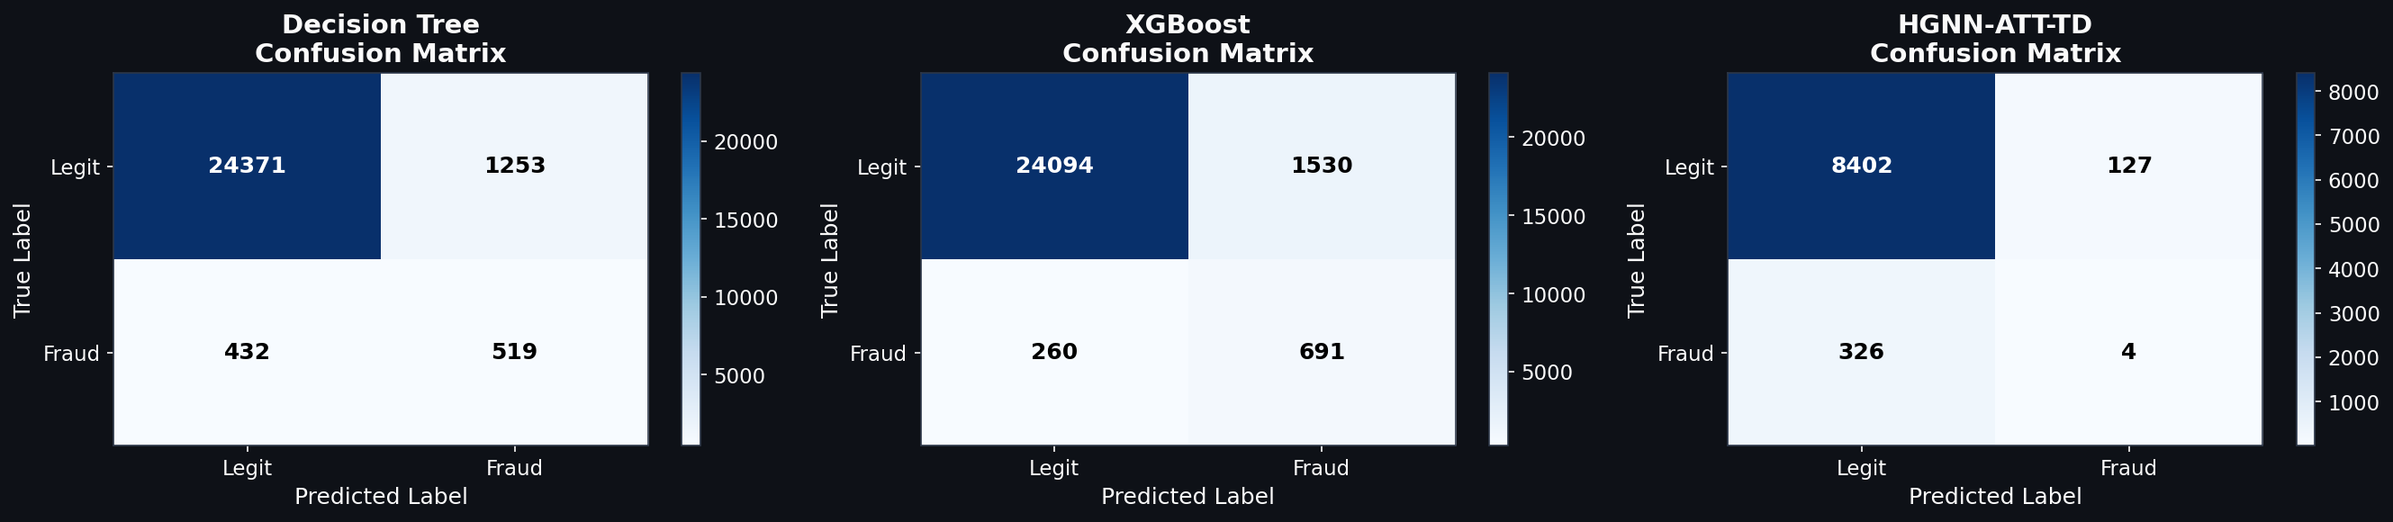 Decision Tree
Confusion Matrix
24371
1253
432
519
Legit
Fraud
True Label
Legit
Fraud
Predicted Label
20000
15000
10000
5000
XGBoost
Confusion Matrix
24094
1530
260
691
Legit
Fraud
True Label
Legit
Fraud
Predicted Label
20000
15000
10000
5000
HGNN-ATT-TD
Confusion Matrix
8402
127
326
4
Legit
Fraud
True Label
Legit
Fraud
Predicted Label
8000
7000
6000
5000
4000
3000
2000
1000